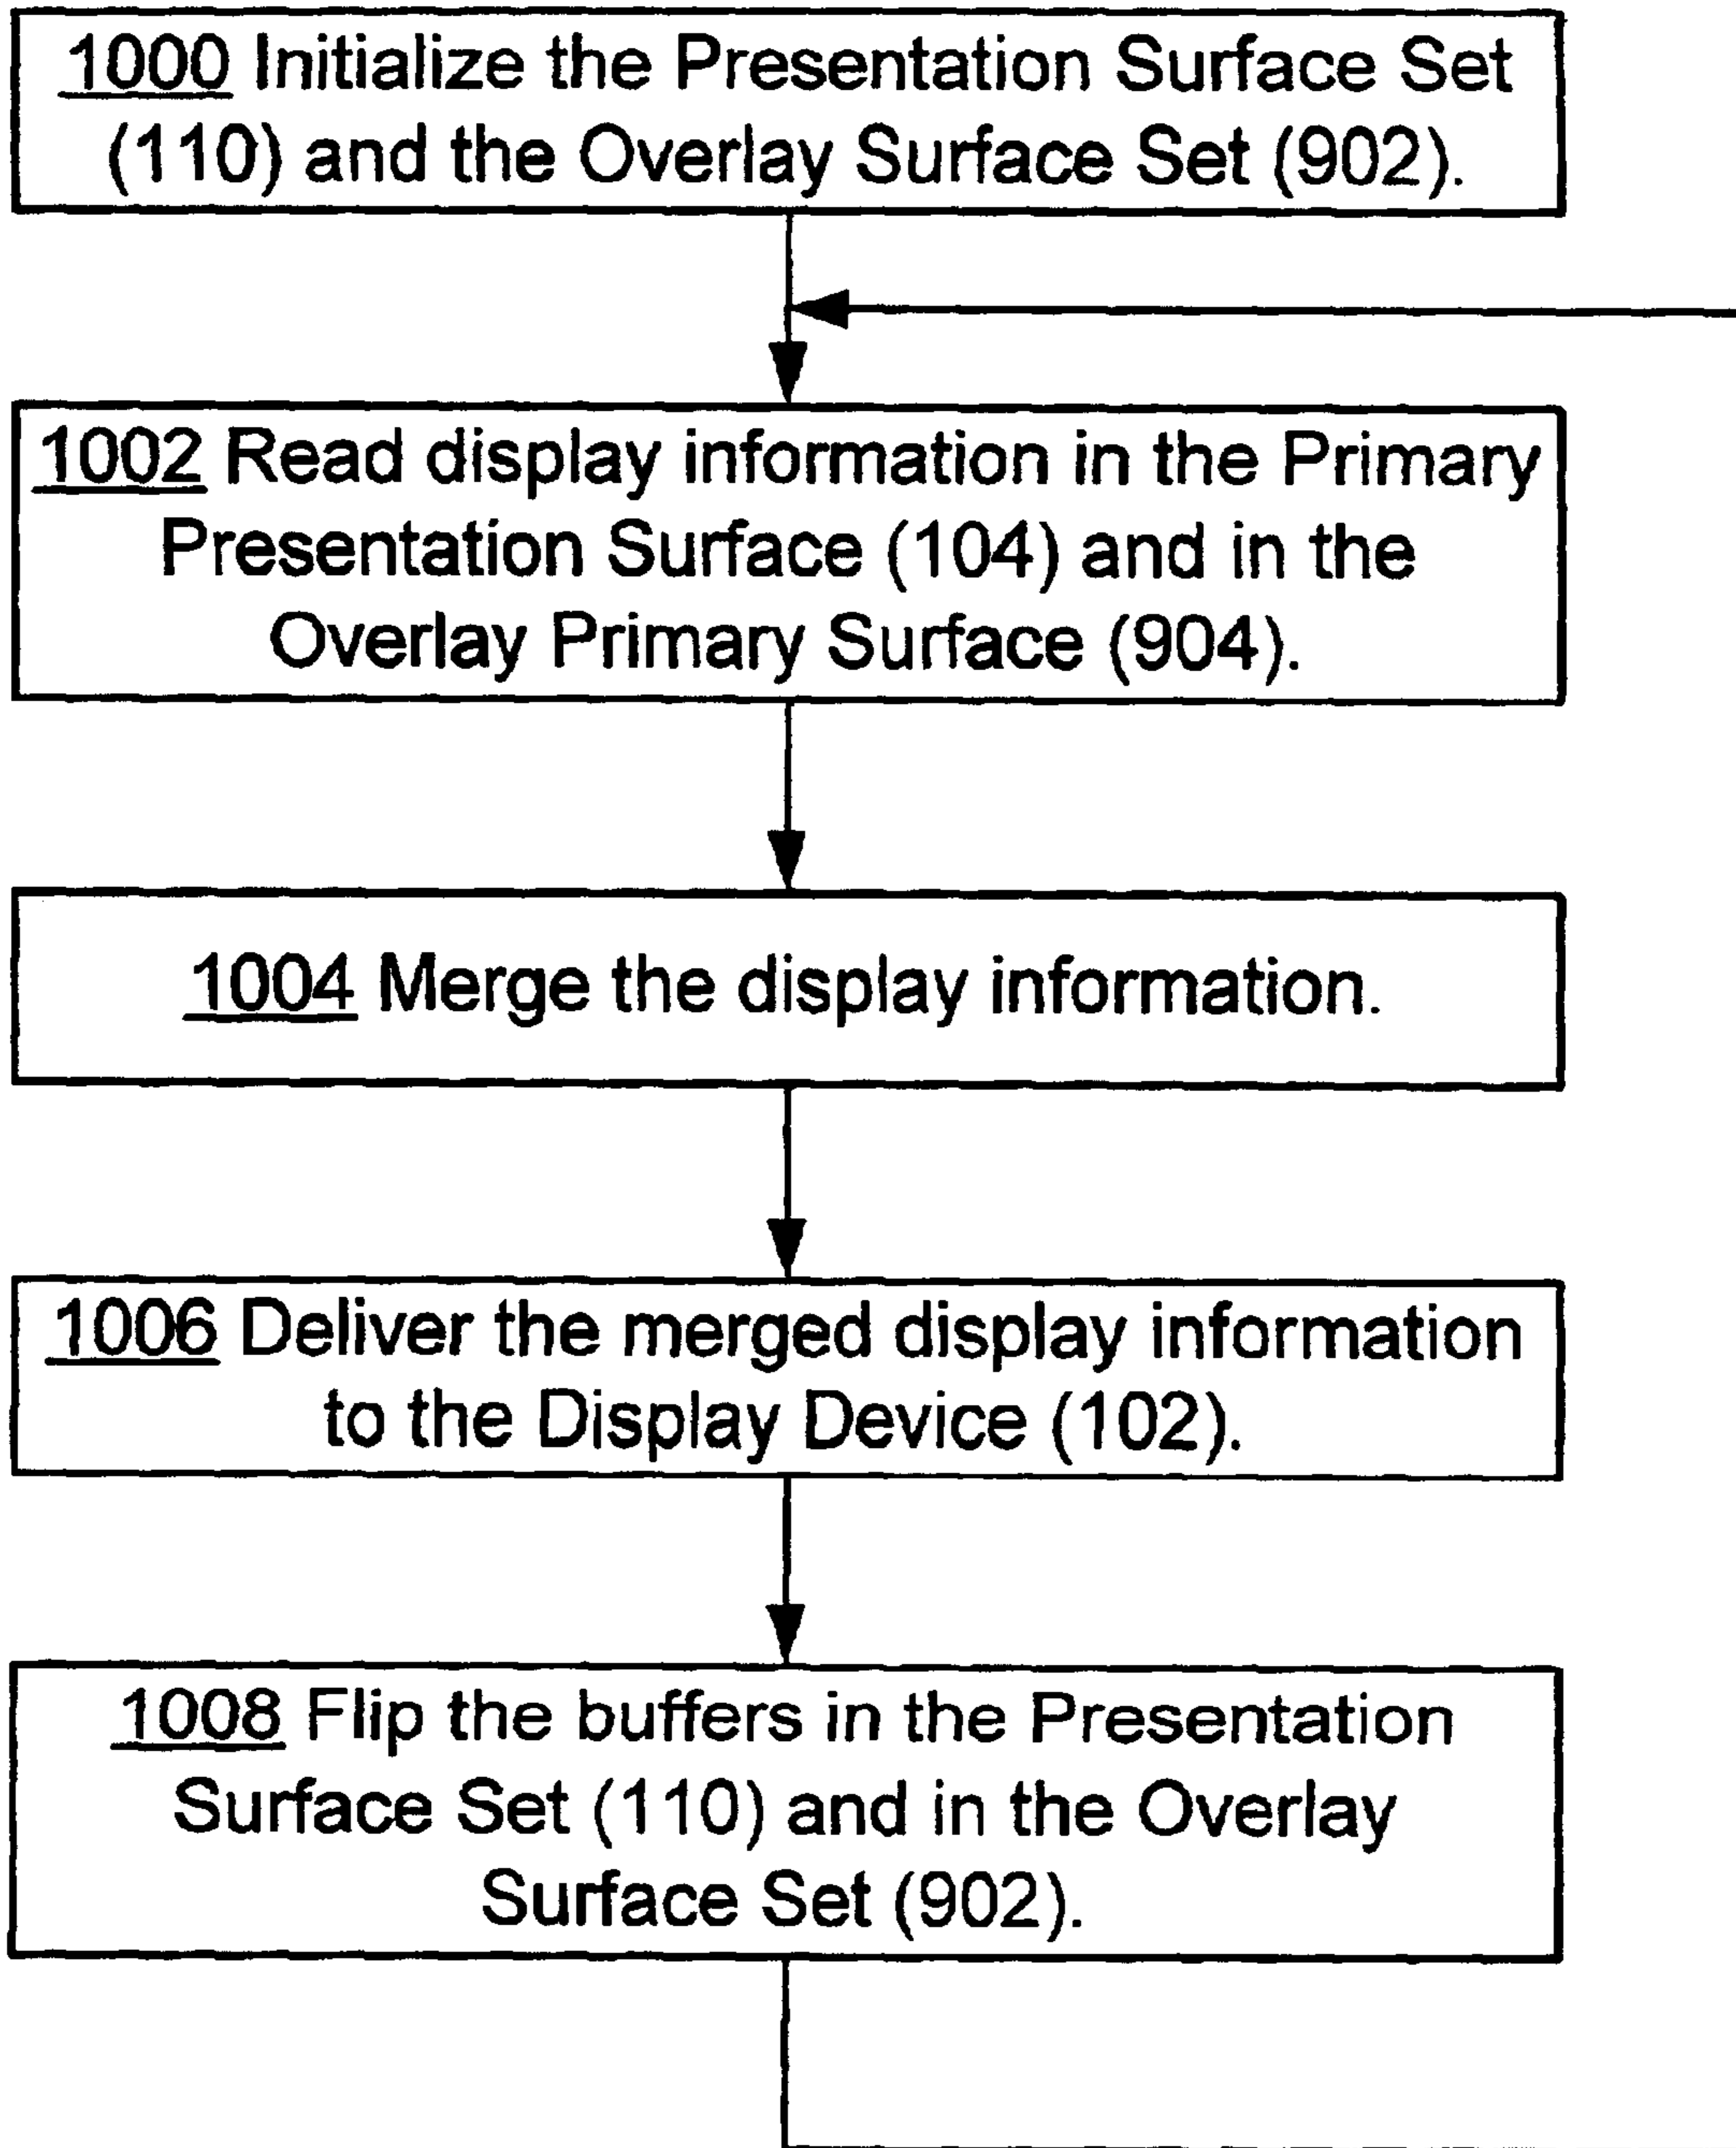 1000 Initialize the Presentation Surface Set
(110) and the Overlay Surface Set (902).
1002 Read display information in the Primary
Presentation Surface (104) and in the
Overlay Primary Surface (904).
1004 Merge the display information.
1006 Deliver the merged display information
to the Display Device (102).
1008 Flip the buffers in the Presentation
Surface Set (110) and in the Overlay
Surface Set (902).